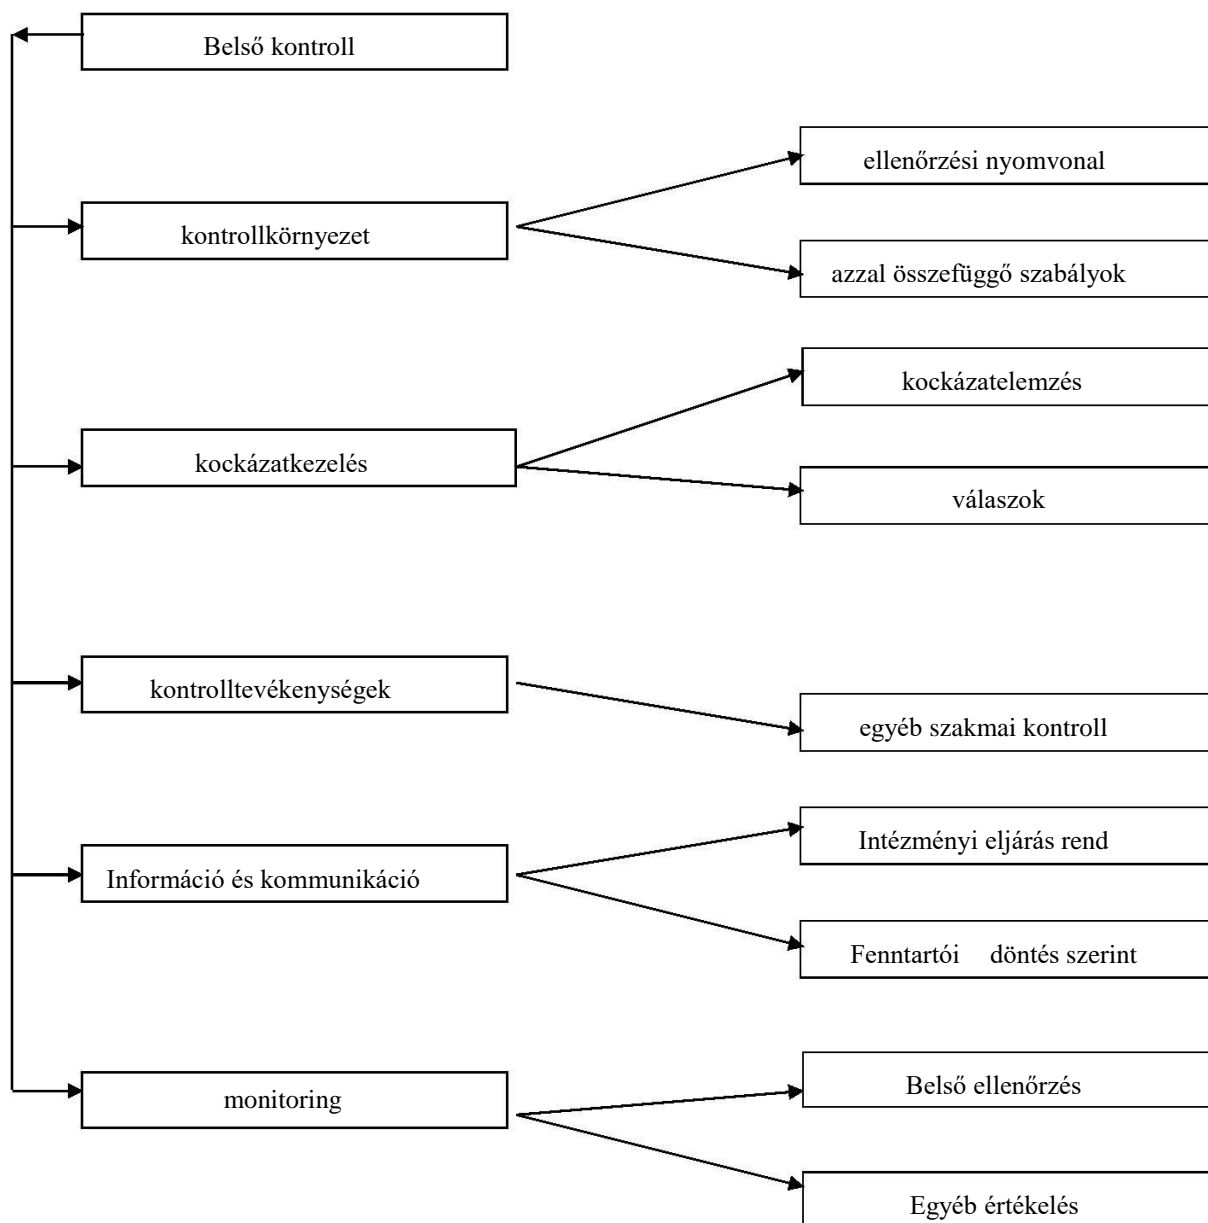 Belső kontroll
ellenőrzési nyomvonal
kontrollkörnyezet
azzal összefüggő szabályok
kockázatelemzés
kockázatkezelés
válaszok
kontrolltevékenységek
egyéb szakmai kontroll
Intézményi eljárás rend
Információ és kommunikáció
Fenntartói döntés szerint
Belső ellenőrzés
monitoring
Egyéb értékelés